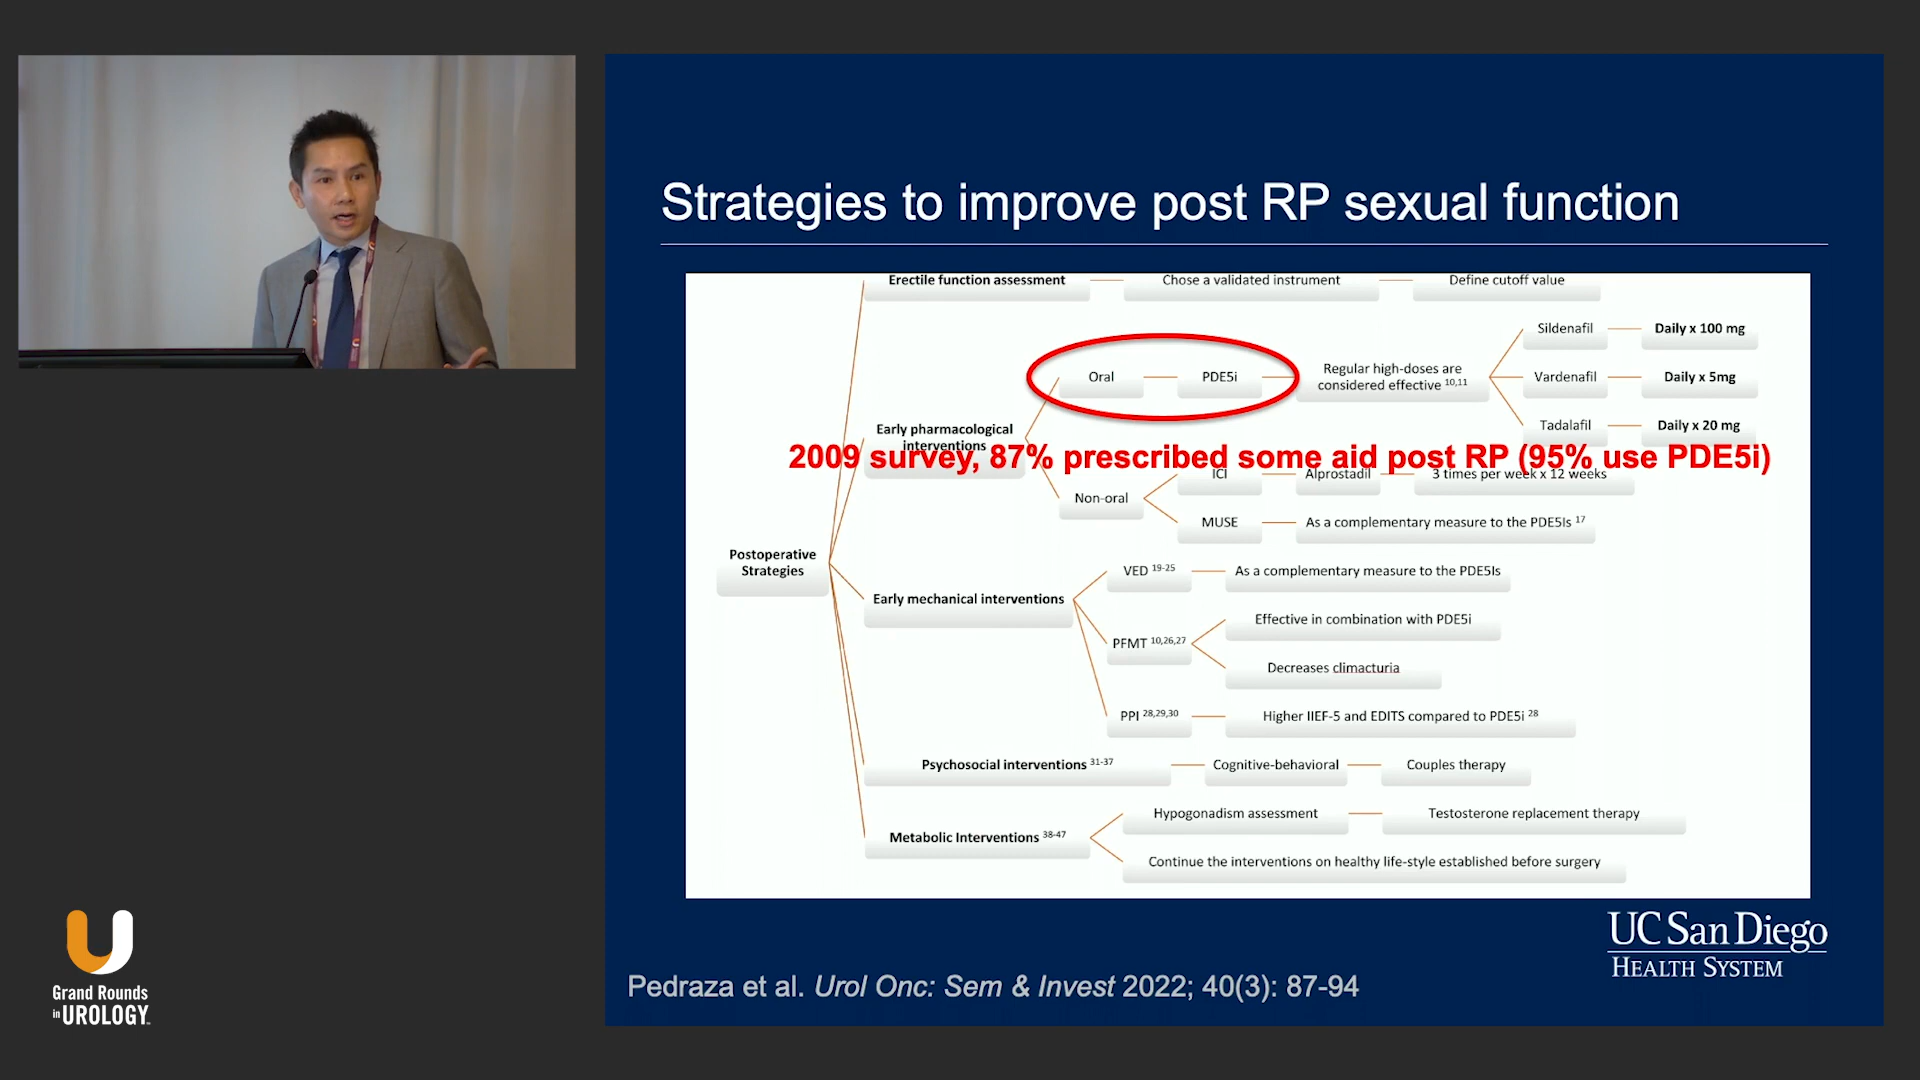 Strategies to improve post RP sexual function
Erectile function assessment
Chose a validated instrument
Define cutoff value
Sildenafil
Daily x 100 mg
Oral
PDE5i
Regular high-doses are
considered effective 10,11
Vardenafil
Daily x 5mg
Tadalafil
Daily x 20 mg
Early pharmacological
interventions
2009 survey, 87% prescribed some aid post RP (95% use PDE5i)
ICI
Alprostadil
3 times per week x 12 weeks
Non-oral
MUSE
As a complementary measure to the PDE5Is 17
Postoperative
Strategies
VED 19-25
As a complementary measure to the PDE5Is
Early mechanical interventions
Effective in combination with PDE5i
PFMT 10,26,27
Decreases climacturia
PPI 28,29,30
Higher IIEF-5 and EDITS compared to PDE5i 28
Psychosocial interventions 31-37
Cognitive-behavioral
Couples therapy
Hypogonadism assessment
Testosterone replacement therapy
Metabolic Interventions 38-47
Continue the interventions on healthy life-style established before surgery
UC San Diego
HEALTH SYSTEM
Pedraza et al. Urol Onc: Sem & Invest 2022; 40(3): 87-94
Grand Rounds
in UROLOGY